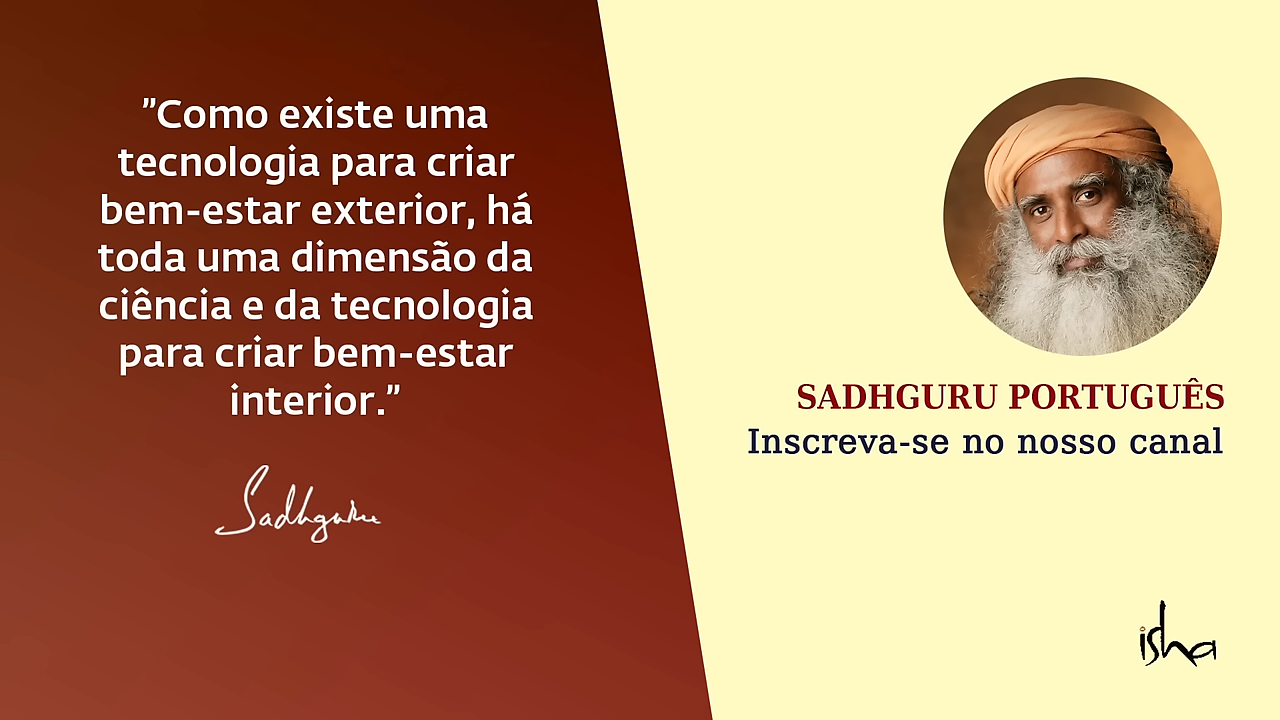 ”Como existe uma
tecnologia para criar
bem-estar exterior, há
toda uma dimensão da
ciência e da tecnologia
para criar bem-estar
interior.”
Sadhguru
SADHGURU PORTUGUÊS
Inscreva-se no nosso canal
isha